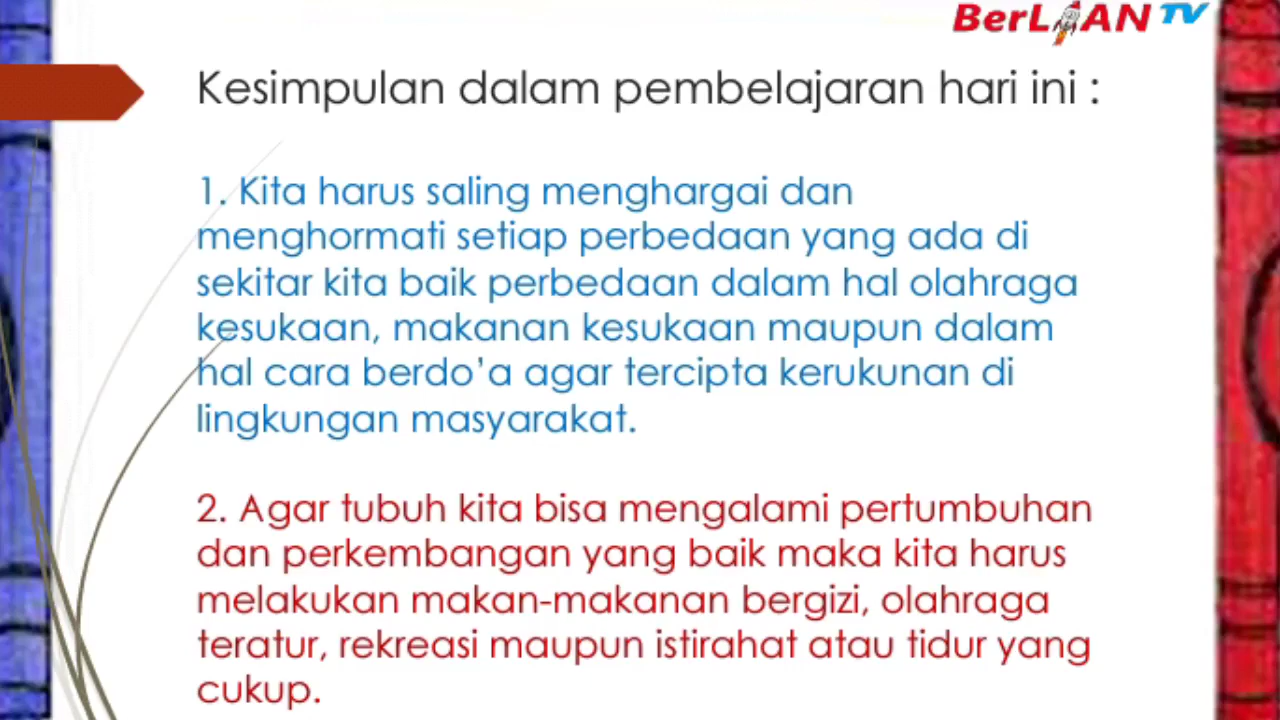 BerLiAN TV
Kesimpulan dalam pembelajaran hari ini :
1. Kita harus saling menghargai dan
menghormati setiap perbedaan yang ada di
sekitar kita baik perbedaan dalam hal olahraga
kesukaan, makanan kesukaan maupun dalam
hal cara berdo’a agar tercipta kerukunan di
lingkungan masyarakat.
2. Agar tubuh kita bisa mengalami pertumbuhan
dan perkembangan yang baik maka kita harus
melakukan makan-makanan bergizi, olahraga
teratur, rekreasi maupun istirahat atau tidur yang
cukup.